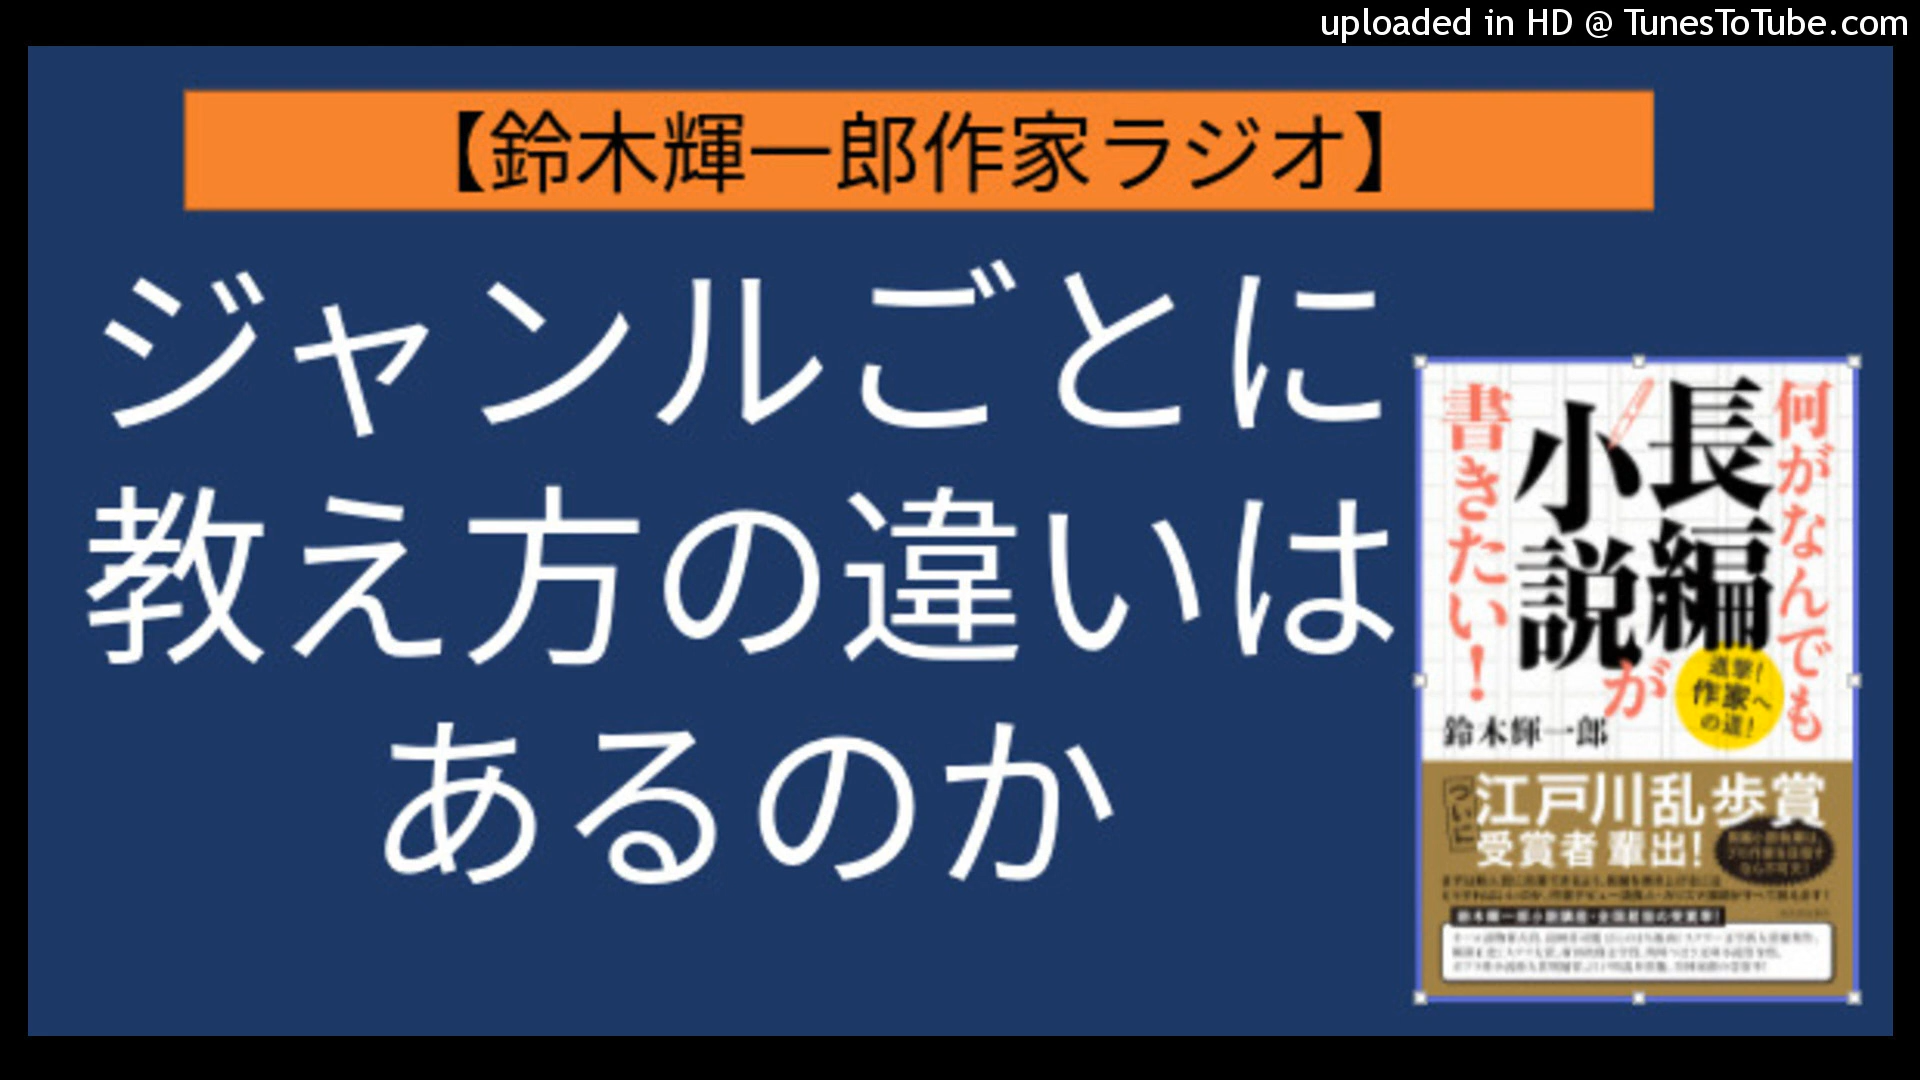 uploaded in HD @ TunesToTube.com
【鈴木輝一郎作家ラジオ】
ジャンルごとに
教え方の違いは
あるのか
何がなんでも
長編
小説が
書きたい!
進撃!
作家へ
の道!
鈴木輝一郎
ついに
江戸川乱歩賞
受賞者 輩出!